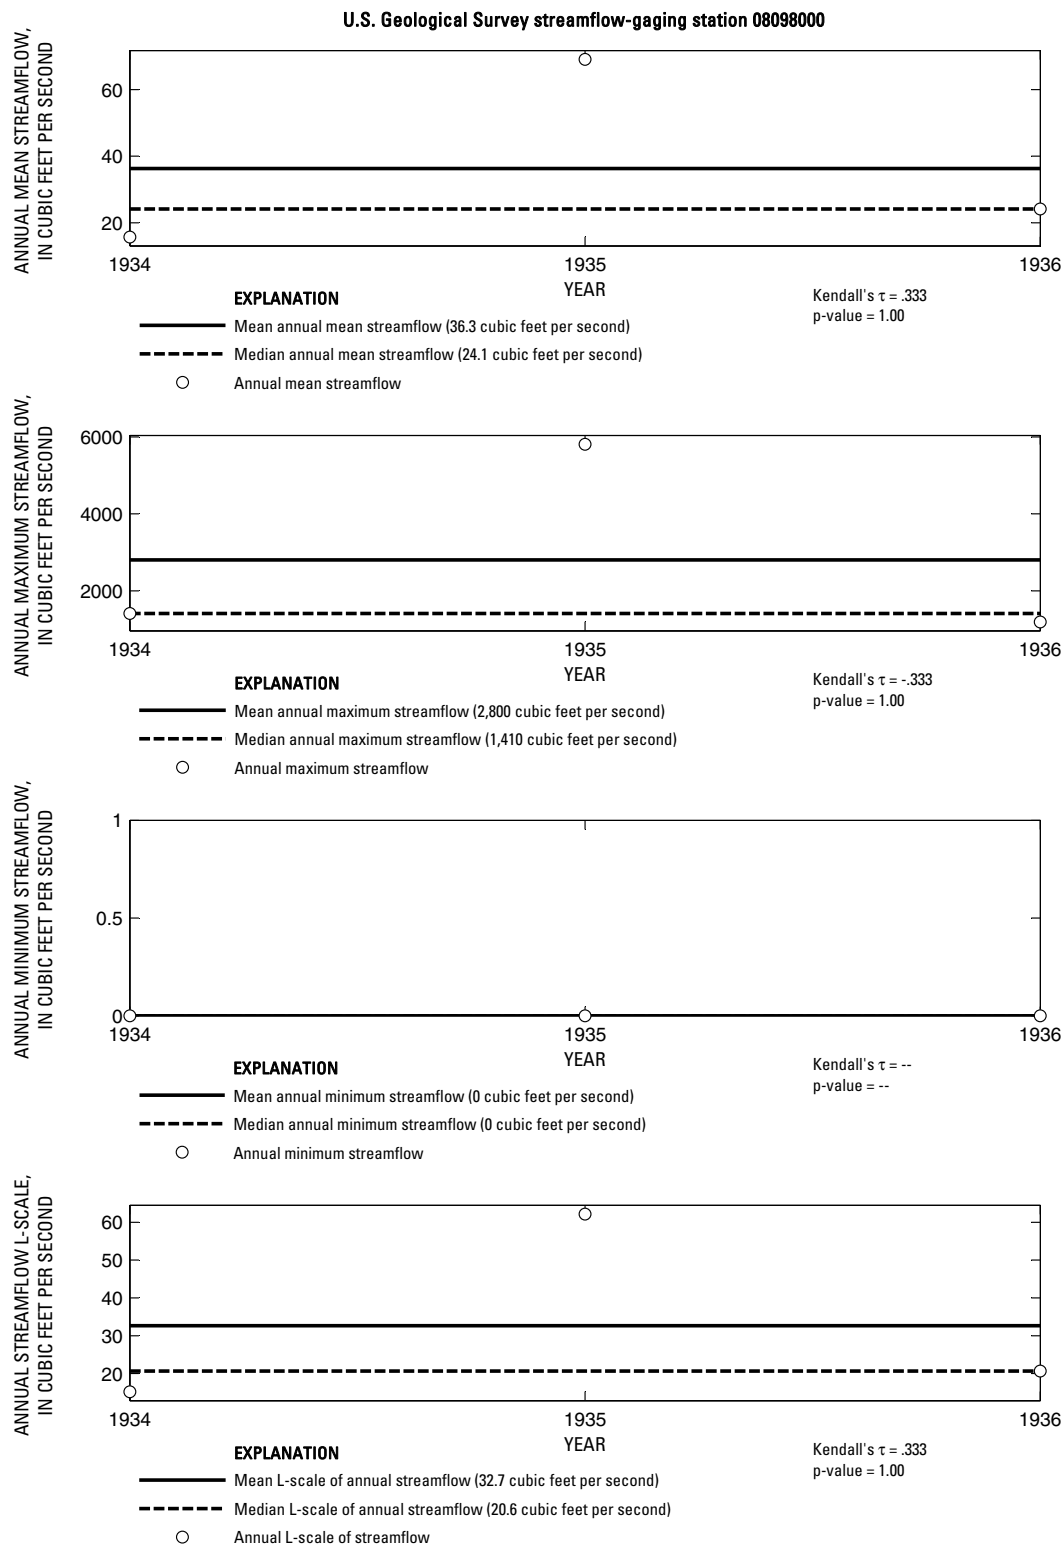 U.S. Geological Survey streamflow-gaging station 08098000
ANNUAL MEAN STREAMFLOW,
IN CUBIC FEET PER SECOND
60
40
20
1934
1935
1936
YEAR
EXPLANATION
Mean annual mean streamflow (36.3 cubic feet per second)
Median annual mean streamflow (24.1 cubic feet per second)
Annual mean streamflow
Kendall's τ = .333
p-value = 1.00
ANNUAL MAXIMUM STREAMFLOW,
IN CUBIC FEET PER SECOND
6000
4000
2000
1934
1935
1936
YEAR
EXPLANATION
Mean annual maximum streamflow (2,800 cubic feet per second)
Median annual maximum streamflow (1,410 cubic feet per second)
Annual maximum streamflow
Kendall's τ = -.333
p-value = 1.00
ANNUAL MINIMUM STREAMFLOW,
IN CUBIC FEET PER SECOND
1
0.5
0
1934
1935
1936
YEAR
EXPLANATION
Mean annual minimum streamflow (0 cubic feet per second)
Median annual minimum streamflow (0 cubic feet per second)
Annual minimum streamflow
Kendall's τ = --
p-value = --
ANNUAL STREAMFLOW L-SCALE,
IN CUBIC FEET PER SECOND
60
50
40
30
20
1934
1935
1936
YEAR
EXPLANATION
Mean L-scale of annual streamflow (32.7 cubic feet per second)
Median L-scale of annual streamflow (20.6 cubic feet per second)
Annual L-scale of streamflow
Kendall's τ = .333
p-value = 1.00